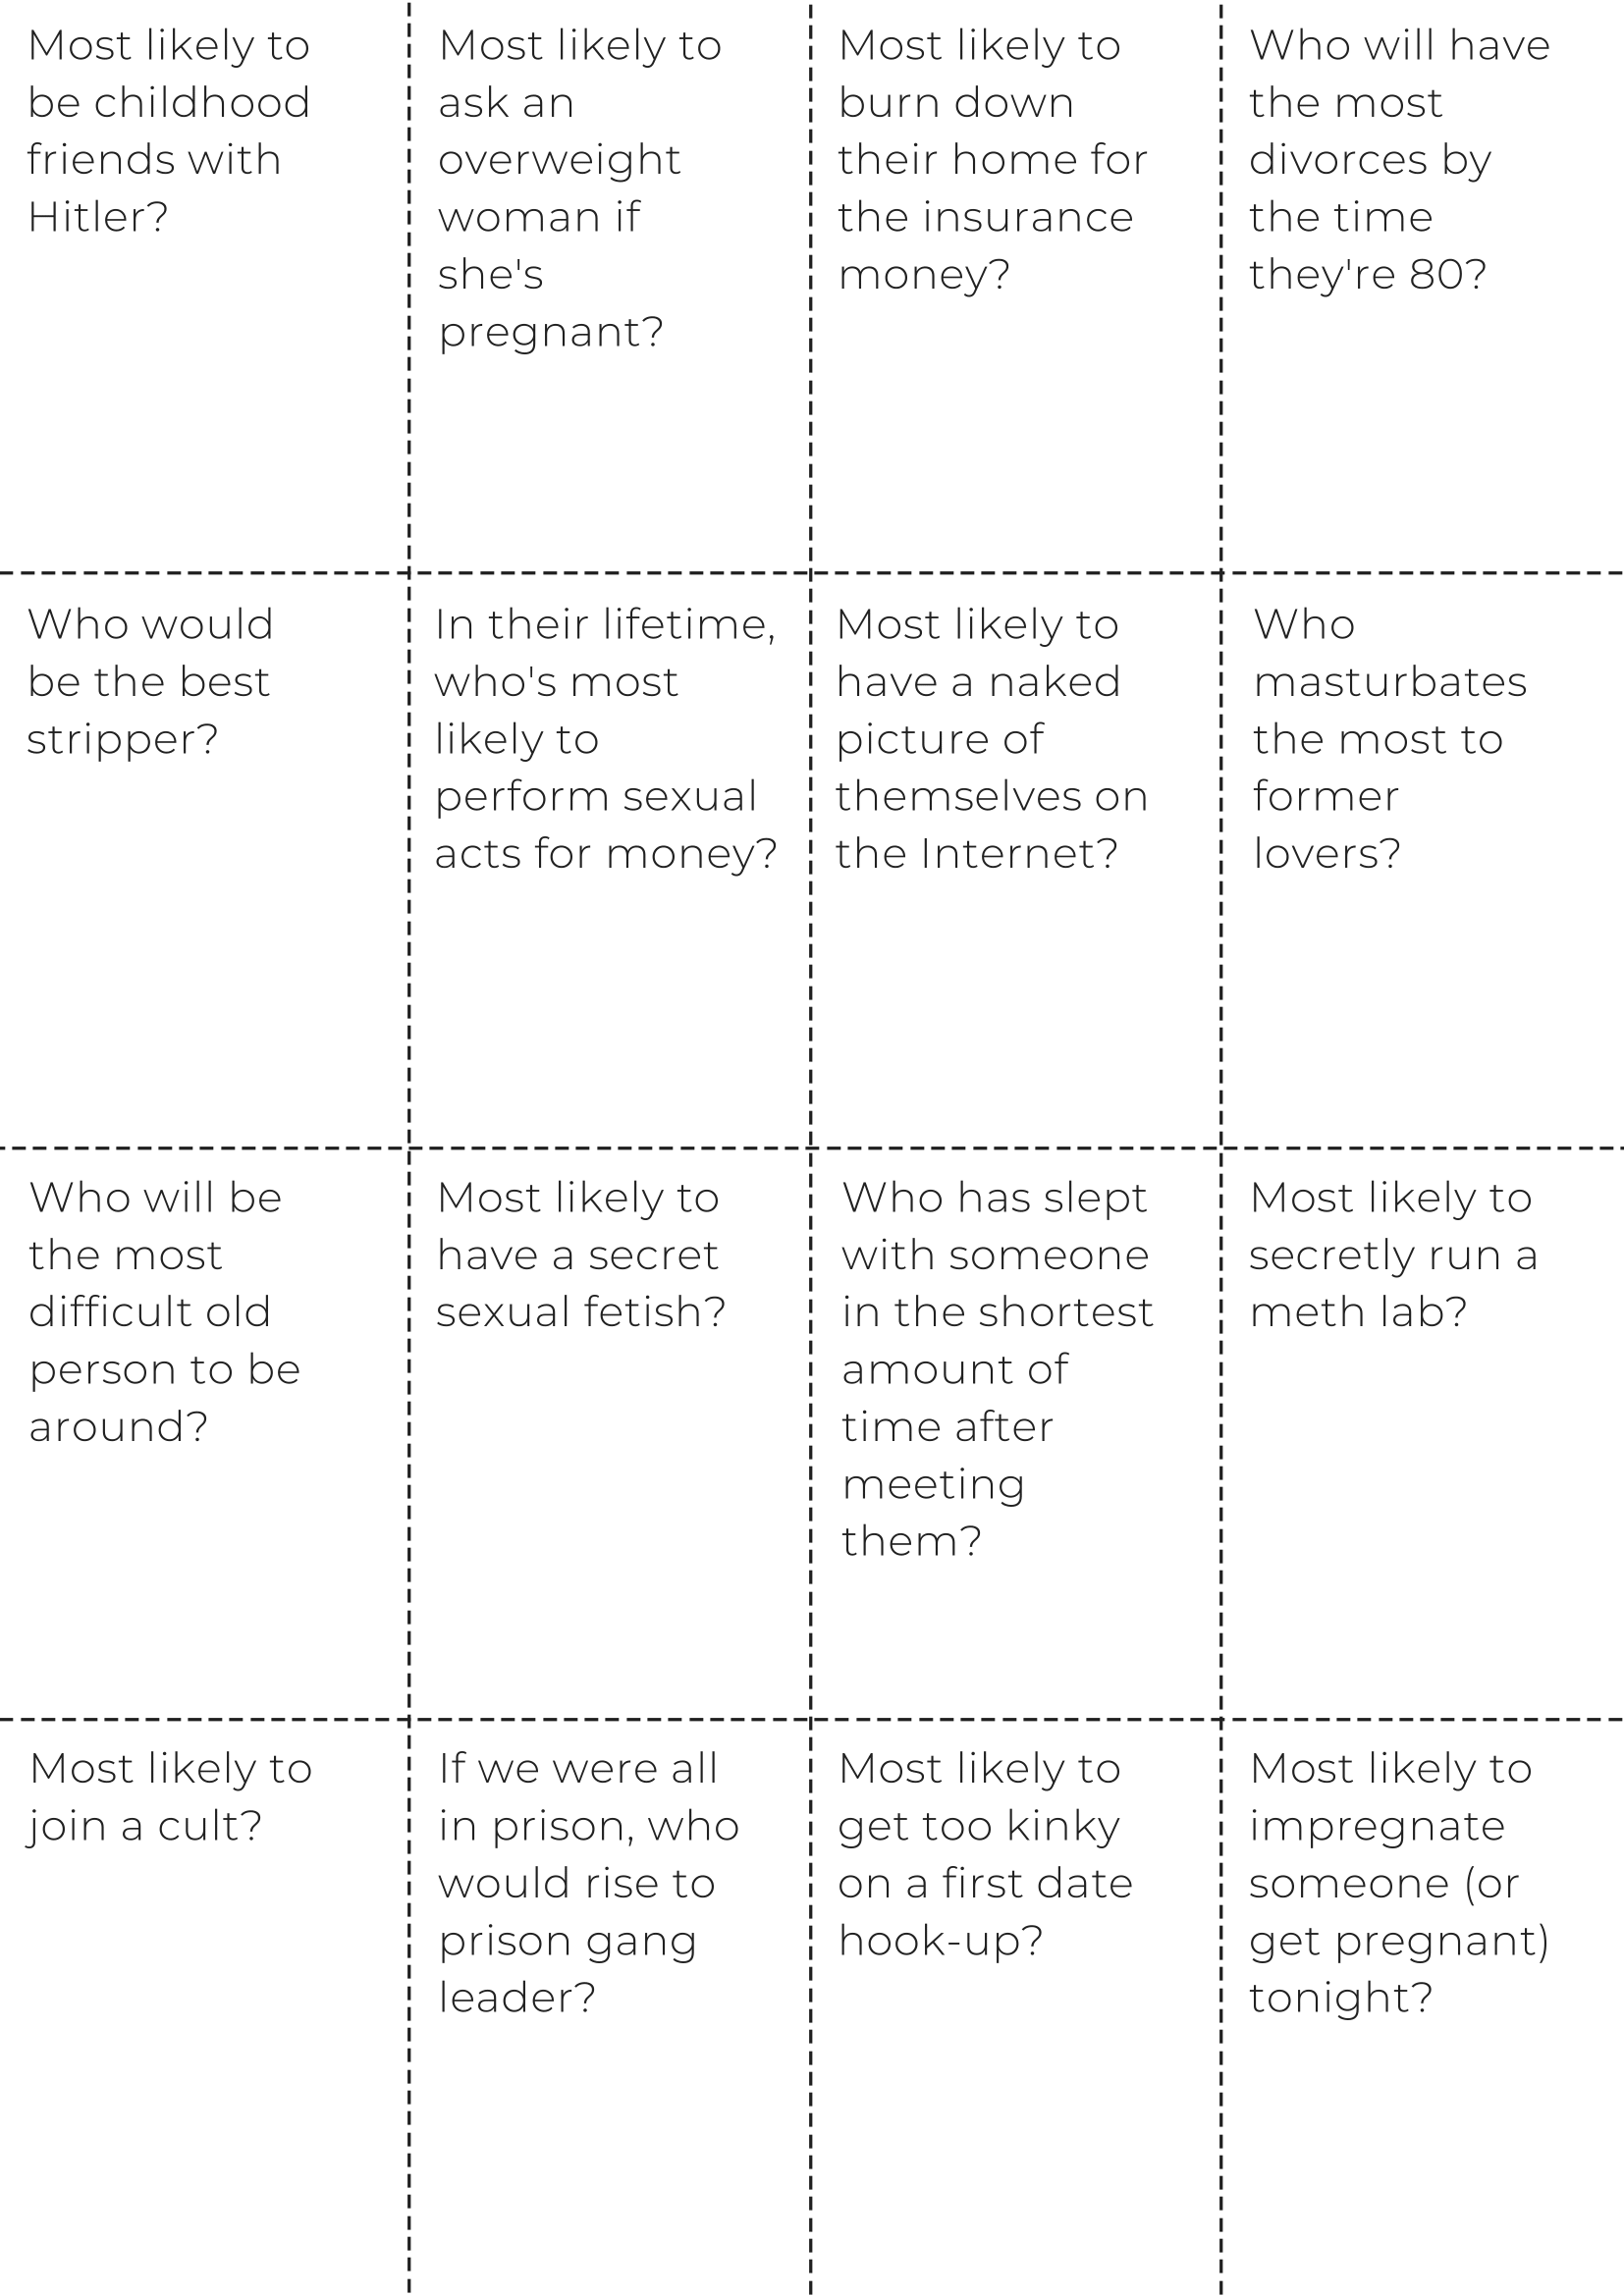 Most likely to
be childhood
friends with
Hitler?
Most likely to
ask an
overweight
woman if
she's
pregnant?
Most likely to
burn down
their home for
the insurance
money?
Who will have
the most
divorces by
the time
they're 80?
Who would
be the best
stripper?
In their lifetime,
who's most
likely to
perform sexual
acts for money?
Most likely to
have a naked
picture of
themselves on
the Internet?
Who
masturbates
the most to
former
lovers?
Who will be
the most
difficult old
person to be
around?
Most likely to
have a secret
sexual fetish?
Who has slept
with someone
in the shortest
amount of
time after
meeting
them?
Most likely to
secretly run a
meth lab?
Most likely to
join a cult?
If we were all
in prison, who
would rise to
prison gang
leader?
Most likely to
get too kinky
on a first date
hook-up?
Most likely to
impregnate
someone (or
get pregnant)
tonight?